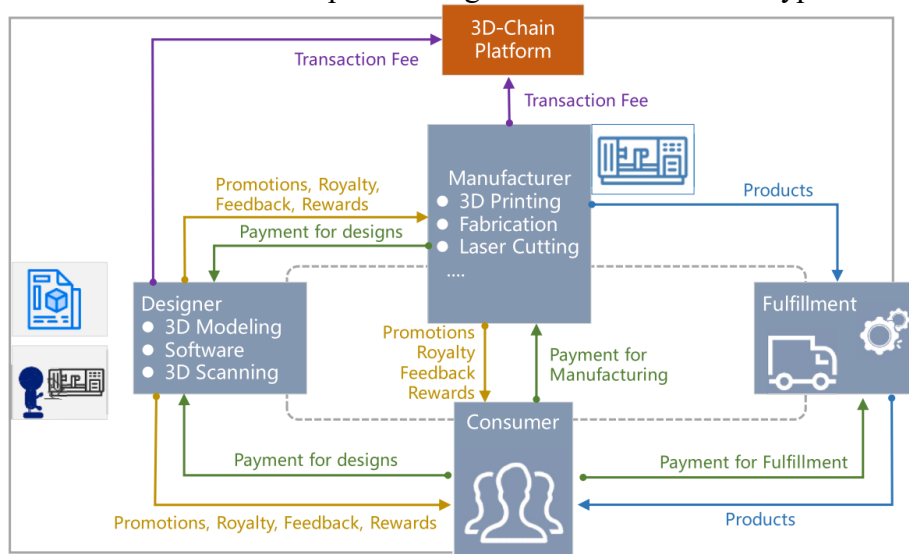 3D-Chain
Platform
Transaction Fee
Transaction Fee
Manufacturer
3D Printing
Fabrication
Laser Cutting
....
Products
Promotions, Royalty,
Feedback, Rewards
Payment for designs
Designer
3D Modeling
Software
3D Scanning
Fulfillment
Promotions
Royalty
Feedback
Rewards
Payment for
Manufacturing
Consumer
Payment for designs
Payment for Fulfillment
Promotions, Royalty, Feedback, Rewards
Products